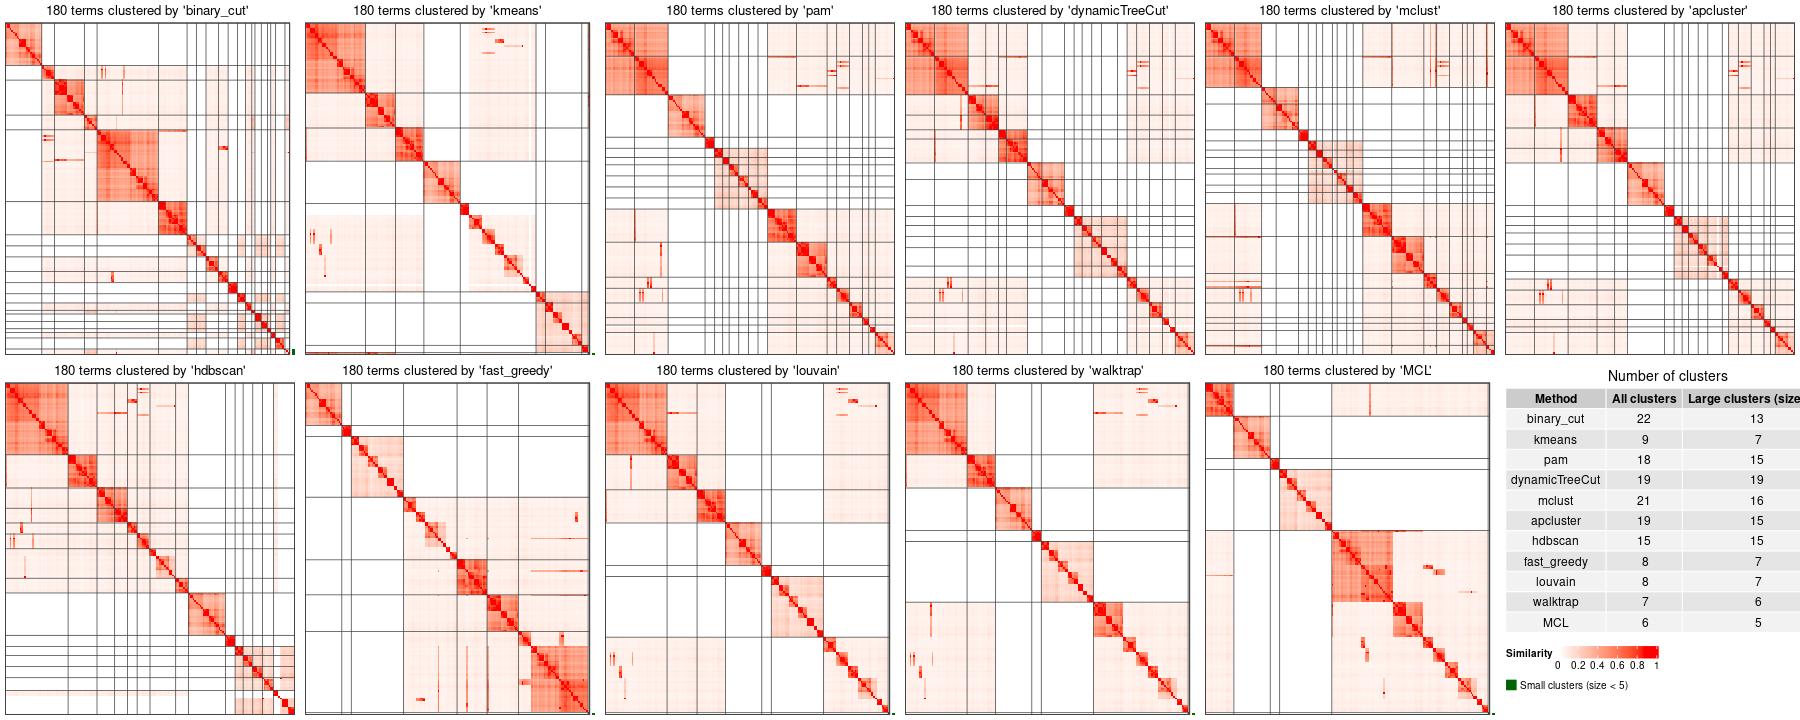 180 terms clustered by 'binary_cut'
180 terms clustered by 'kmeans'
180 terms clustered by 'pam'
180 terms clustered by 'dynamicTreeCut'
180 terms clustered by 'mclust'
180 terms clustered by 'apcluster'
180 terms clustered by 'hdbscan'
180 terms clustered by 'fast_greedy'
180 terms clustered by 'louvain'
180 terms clustered by 'walktrap'
180 terms clustered by 'MCL'
Number of clusters
Method All clusters Large clusters (size
binary_cut 22 13
kmeans 9 7
pam 18 15
dynamicTreeCut 19 19
mclust 21 16
apcluster 19 15
hdbscan 15 15
fast_greedy 8 7
louvain 8 7
walktrap 7 6
MCL 6 5
Similarity
0 0.2 0.4 0.6 0.8 1
Small clusters (size < 5)